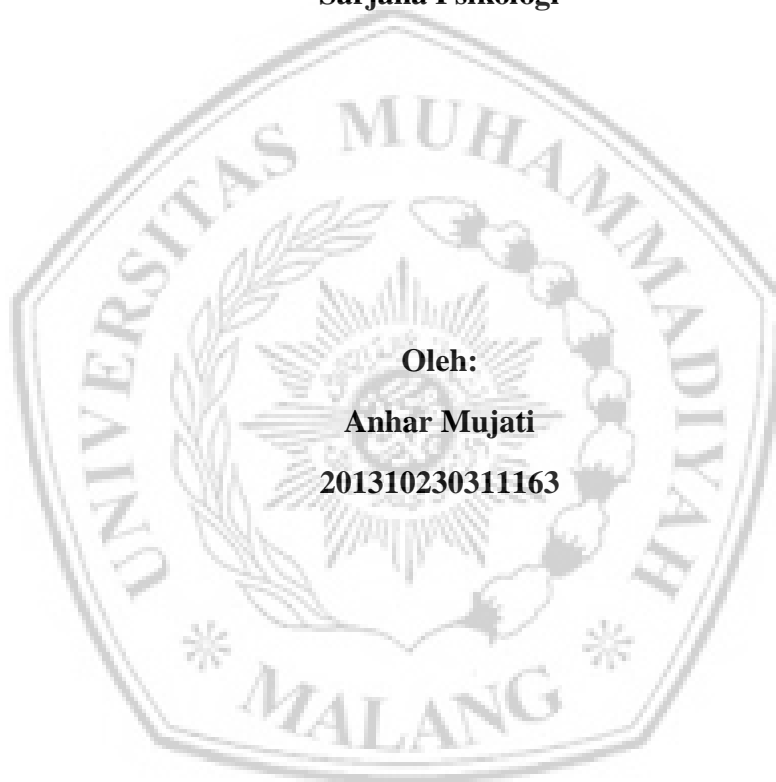 Sarjana Psikologi
UNIVERSITAS MUHAMMADIYAH
Oleh:
Anhar Mujati
201310230311163
MALANG